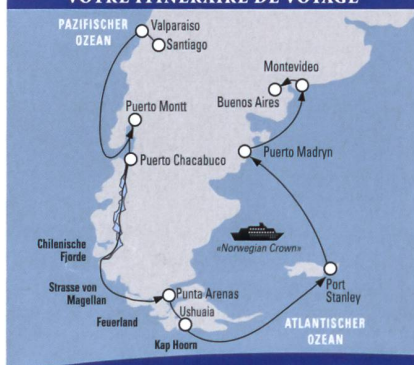 VOTRE ITINÉRAIRE DE VOYAGE
PAZIFISCHER
OZEAN
Valparaiso
Santiago
Montevideo
Buenos Aires
Puerto Montt
Puerto Chacabuco
Puerto Madryn
Chilenische
Fjorde
«Norwegian Crown»
Strasse von
Magellan
Punta Arenas
Port
Stanley
Feuerland
Ushuaia
Kap Hoorn
ATLANTISCHER
OZEAN